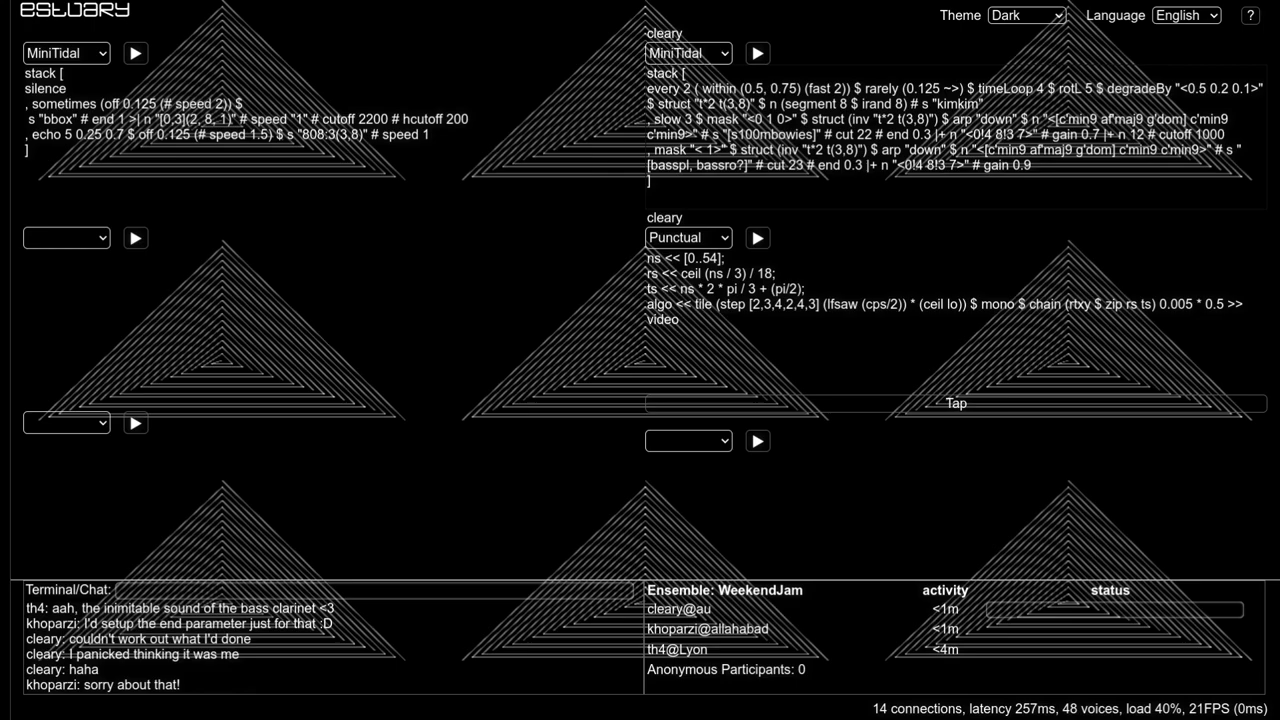 estuary
Theme Dark Language English ?
MiniTidal
stack [
silence
, sometimes (off 0.125 (# speed 2)) $
s "bbox" # end 1 >| n "[0,3](2, 8, 1)" # speed "1" # cutoff 2200 # hcutoff 200
, echo 5 0.25 0.7 $ off 0.125 (# speed 1.5) $ s "808:3(3,8)" # speed 1
]
cleary
MiniTidal
stack [
every 2 ( within (0.5, 0.75) (fast 2)) $ rarely (0.125 ~>) $ timeLoop 4 $ rotL 5 $ degradeBy "<0.5 0.2 0.1>"
$ struct "t*2 t(3,8)" $ n (segment 8 $ irand 8) # s "kimkim"
, slow 3 $ mask "<0 1 0>" $ struct (inv "t*2 t(3,8)") $ arp "down" $ n "<[c'min9 af'maj9 g'dom] c'min9
c'min9>" # s "[s100mbowies]" # cut 22 # end 0.3 |+ n "<0!4 8!3 7>" # gain 0.7 |+ n 12 # cutoff 1000
, mask "< 1>" $ struct (inv "t*2 t(3,8)") $ arp "down" $ n "<[c'min9 af'maj9 g'dom] c'min9 c'min9>" # s "
[basspl, bassro?]" # cut 23 # end 0.3 |+ n "<0!4 8!3 7>" # gain 0.9
]
cleary
Punctual
ns << [0..54];
rs << ceil (ns / 3) / 18;
ts << ns * 2 * pi / 3 + (pi/2);
algo << tile (step [2,3,4,2,4,3] (lfsaw (cps/2)) * (ceil lo)) $ mono $ chain (rtxy $ zip rs ts) 0.005 * 0.5 >>
video
Tap
Terminal/Chat:
th4: aah, the inimitable sound of the bass clarinet <3
khoparzi: I'd setup the end parameter just for that :D
cleary: couldn't work out what I'd done
cleary: I panicked thinking it was me
cleary: haha
khoparzi: sorry about that!
Ensemble: WeekendJam activity status
cleary@au <1m
khoparzi@allahabad <1m
th4@Lyon <4m
Anonymous Participants: 0
14 connections, latency 257ms, 48 voices, load 40%, 21FPS (0ms)